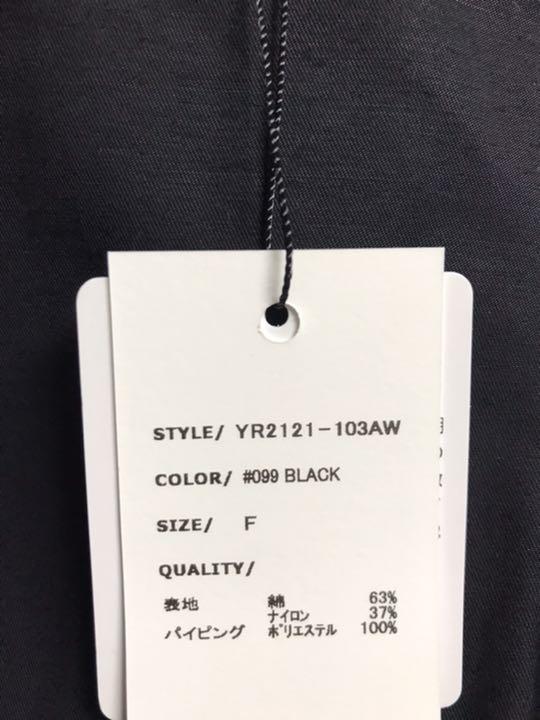 STYLE/ YR2121-103AW
COLOR/ #099 BLACK
SIZE/ F
QUALITY/
表地 綿 63%
ナイロン 37%
パイピング ポリエステル 100%